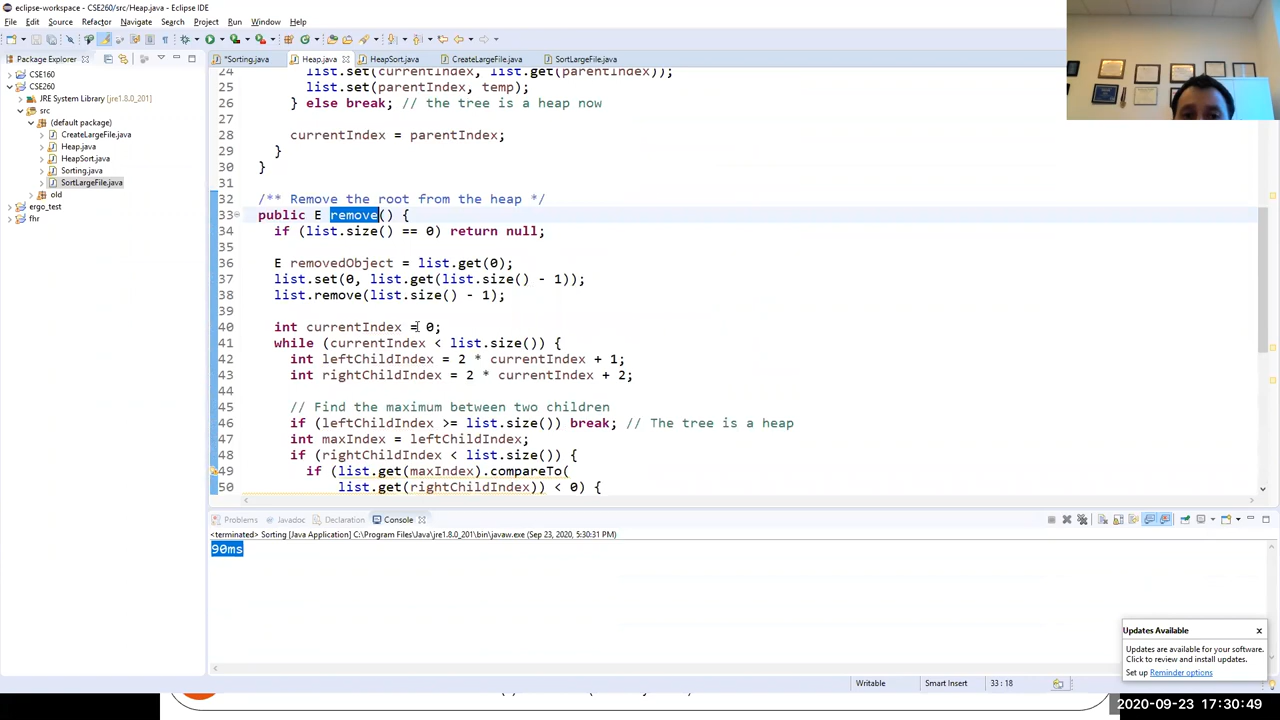 eclipse-workspace - CSE260/src/Heap.java - Eclipse IDE
File Edit Source Refactor Navigate Search Project Run Window Help
Package Explorer
*Sorting.java Heap.java HeapSort.java CreateLargeFile.java SortLargeFile.java
CSE160
CSE260
JRE System Library [jre1.8.0_201]
src
(default package)
CreateLargeFile.java
Heap.java
HeapSort.java
Sorting.java
SortLargeFile.java
old
ergo_test
fhr
24 list.set(currentIndex, list.get(parentIndex));
25 list.set(parentIndex, temp);
26 } else break; // the tree is a heap now
27
28 currentIndex = parentIndex;
29 }
30 }
31
32 /** Remove the root from the heap */
33 public E remove() {
34 if (list.size() == 0) return null;
35
36 E removedObject = list.get(0);
37 list.set(0, list.get(list.size() - 1));
38 list.remove(list.size() - 1);
39
40 int currentIndex = 0;
41 while (currentIndex < list.size()) {
42 int leftChildIndex = 2 * currentIndex + 1;
43 int rightChildIndex = 2 * currentIndex + 2;
44
45 // Find the maximum between two children
46 if (leftChildIndex >= list.size()) break; // The tree is a heap
47 int maxIndex = leftChildIndex;
48 if (rightChildIndex < list.size()) {
49 if (list.get(maxIndex).compareTo(
50 list.get(rightChildIndex)) < 0) {
Problems Javadoc Declaration Console
<terminated> Sorting [Java Application] C:\Program Files\Java\jre1.8.0_201\bin\javaw.exe (Sep 23, 2020, 5:30:31 PM)
90ms
Updates Available
Updates are available for your software.
Click to review and install updates.
Set up Reminder options
Writable Smart Insert 33 : 18
2020-09-23 17:30:49